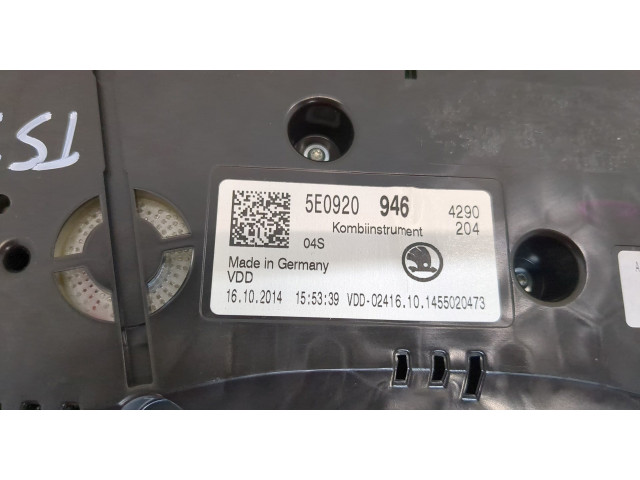 5E0920 946 4290
Kombiinstrument 204
04S
Made in Germany
VDD
16.10.2014 15:53:39 VDD-02416.10.1455020473